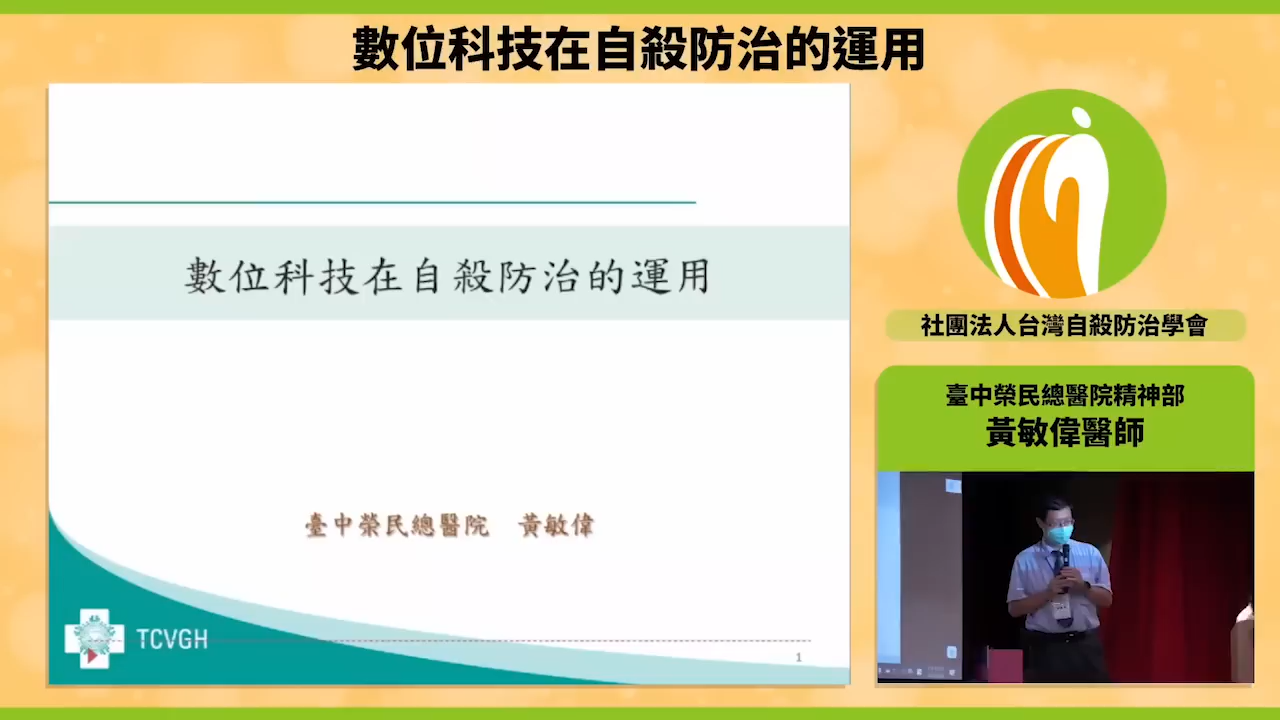 數位科技在自殺防治的運用
數位科技在自殺防治的運用
臺中榮民總醫院 黃敏偉
TCVGH
1
社團法人台灣自殺防治學會
臺中榮民總醫院精神部
黃敏偉醫師